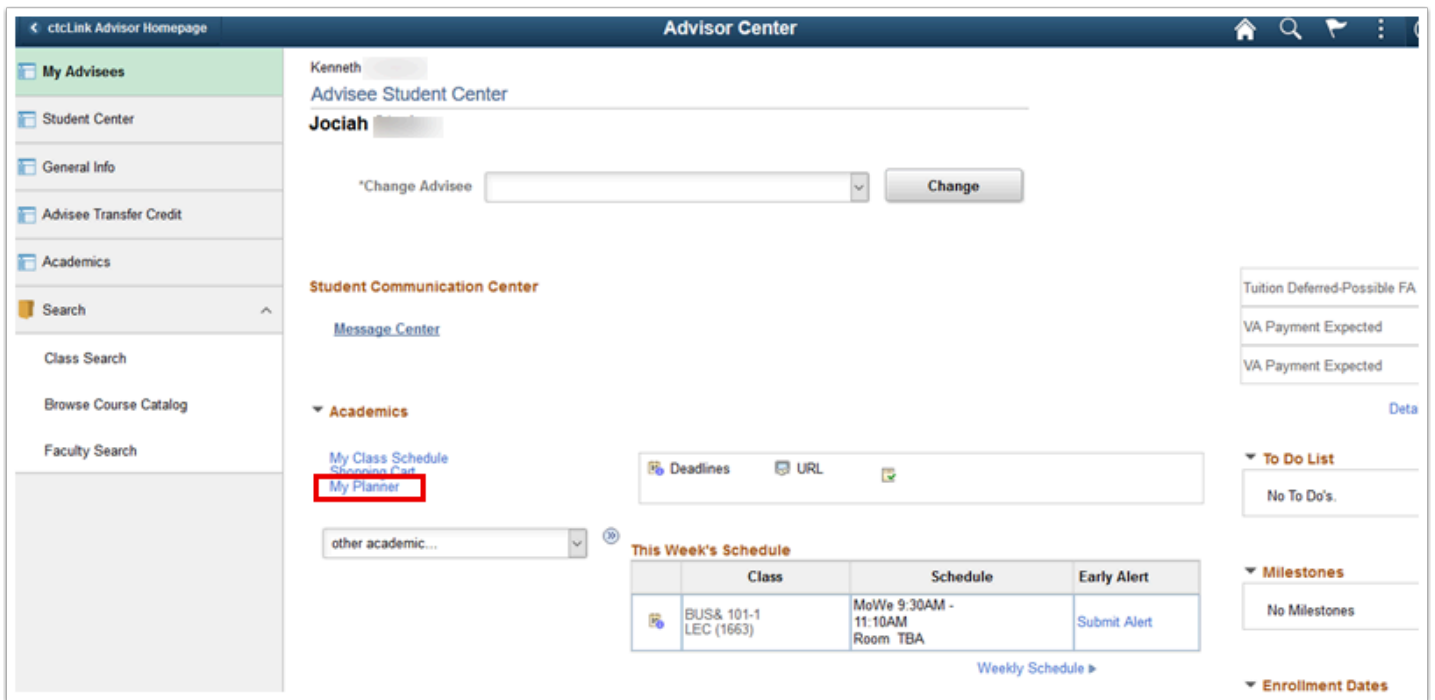 ctcLink Advisor Homepage
Advisor Center
My Advisees
Student Center
General Info
Advisee Transfer Credit
Academics
Search
Class Search
Browse Course Catalog
Faculty Search
Kenneth
Advisee Student Center
Jociah
*Change Advisee
Change
Student Communication Center
Message Center
Academics
My Class Schedule
Shopping Cart
My Planner
other academic...
Deadlines URL
This Week's Schedule
Class Schedule Early Alert
BUS& 101-1
LEC (1663)
MoWe 9:30AM -
11:10AM
Room TBA
Submit Alert
Weekly Schedule
Tuition Deferred-Possible FA
VA Payment Expected
VA Payment Expected
Deta
To Do List
No To Do's.
Milestones
No Milestones
Enrollment Dates